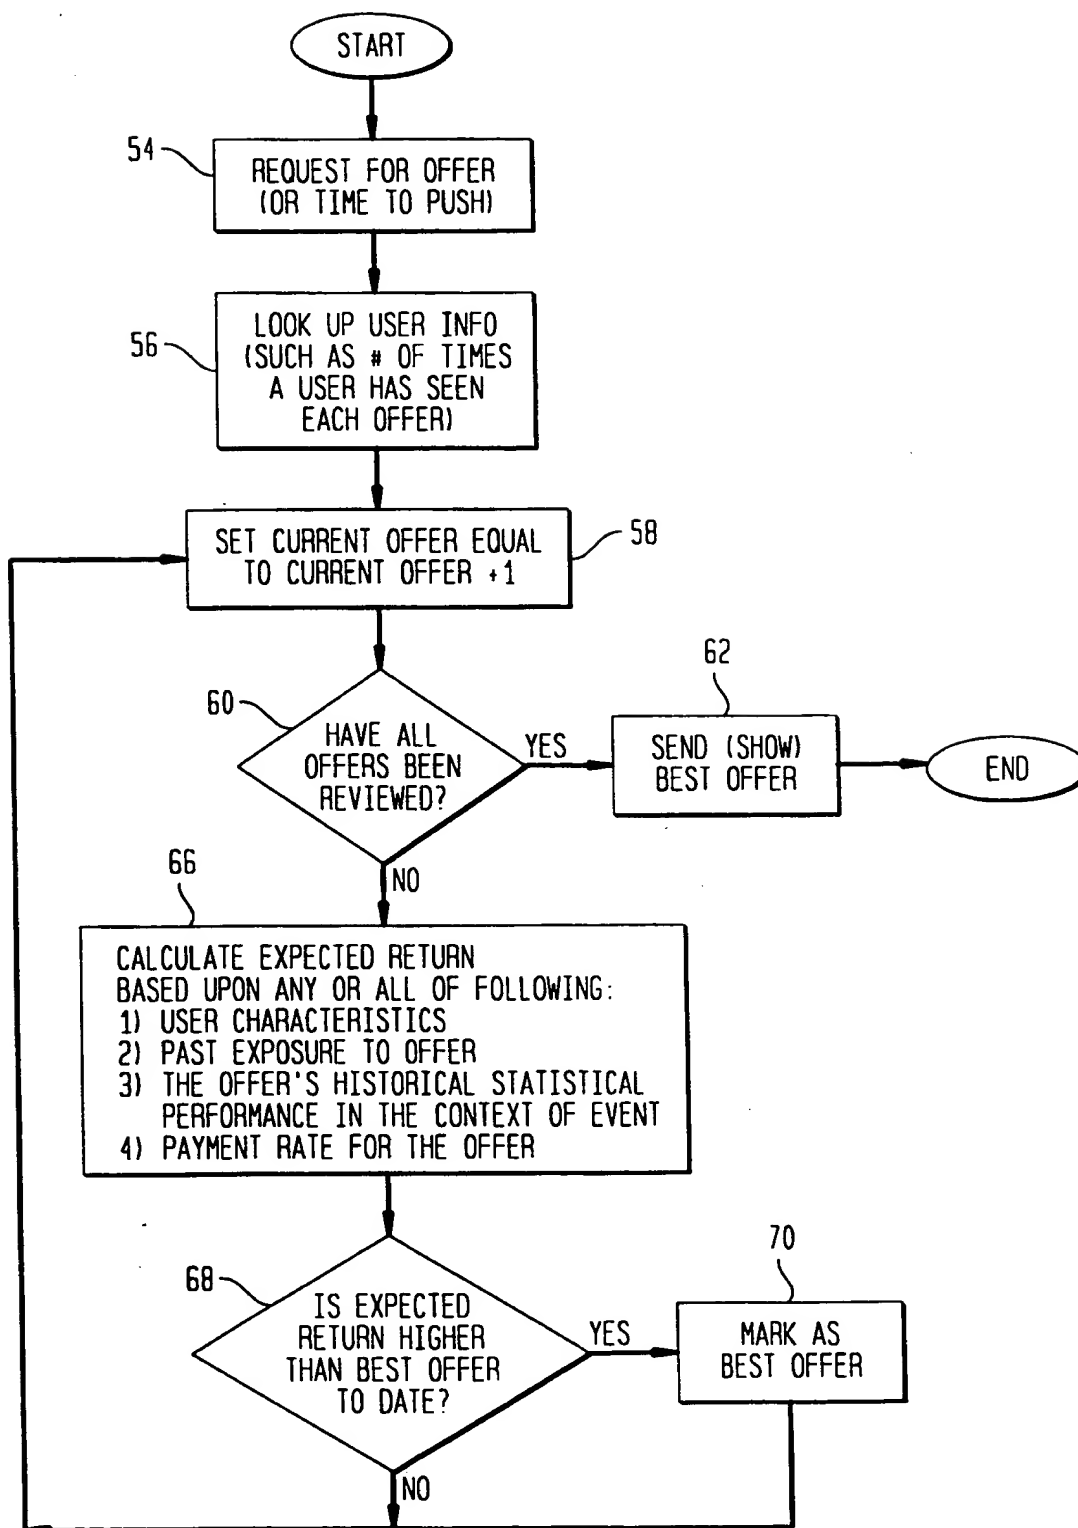 START
54
REQUEST FOR OFFER
(OR TIME TO PUSH)
56
LOOK UP USER INFO
(SUCH AS # OF TIMES
A USER HAS SEEN
EACH OFFER)
58
SET CURRENT OFFER EQUAL
TO CURRENT OFFER +1
60
HAVE ALL
OFFERS BEEN
REVIEWED?
YES
62
SEND (SHOW)
BEST OFFER
END
NO
66
CALCULATE EXPECTED RETURN
BASED UPON ANY OR ALL OF FOLLOWING:
1) USER CHARACTERISTICS
2) PAST EXPOSURE TO OFFER
3) THE OFFER'S HISTORICAL STATISTICAL
PERFORMANCE IN THE CONTEXT OF EVENT
4) PAYMENT RATE FOR THE OFFER
68
IS EXPECTED
RETURN HIGHER
THAN BEST OFFER
TO DATE?
YES
70
MARK AS
BEST OFFER
NO